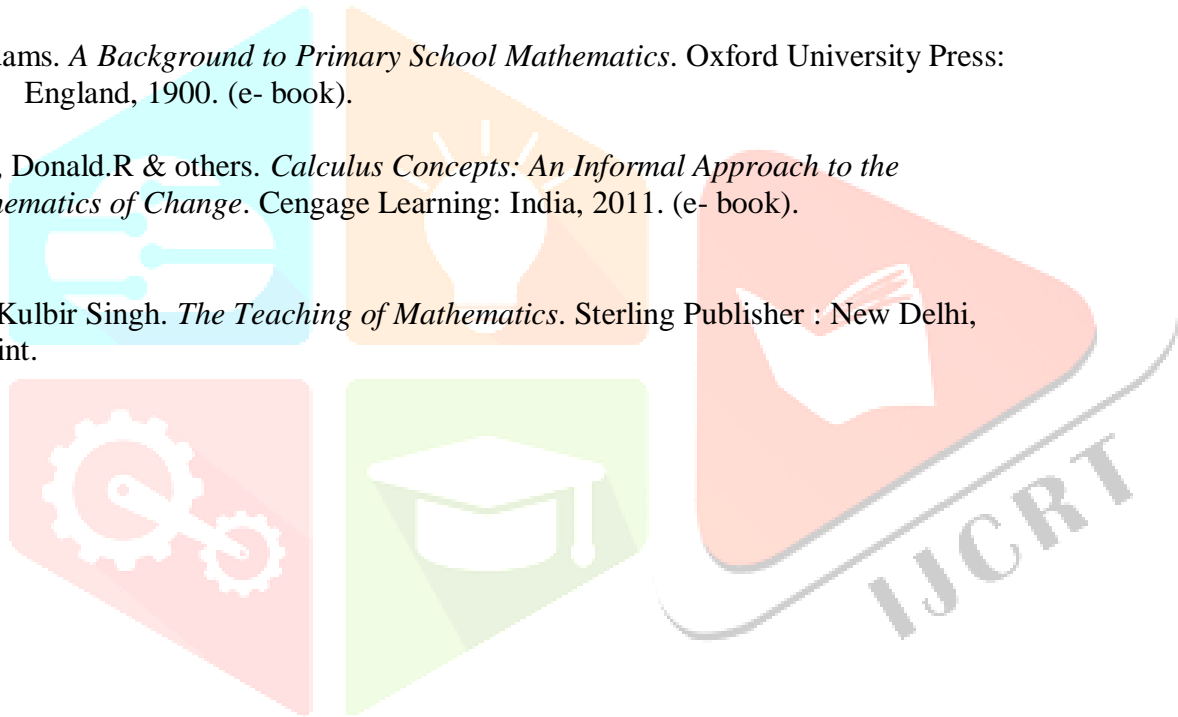 ams. A Background to Primary School Mathematics. Oxford University Press:
England, 1900. (e- book).
, Donald.R & others. Calculus Concepts: An Informal Approach to the
hematics of Change. Cengage Learning: India, 2011. (e- book).
Kulbir Singh. The Teaching of Mathematics. Sterling Publisher : New Delhi,
int.
IJCRT